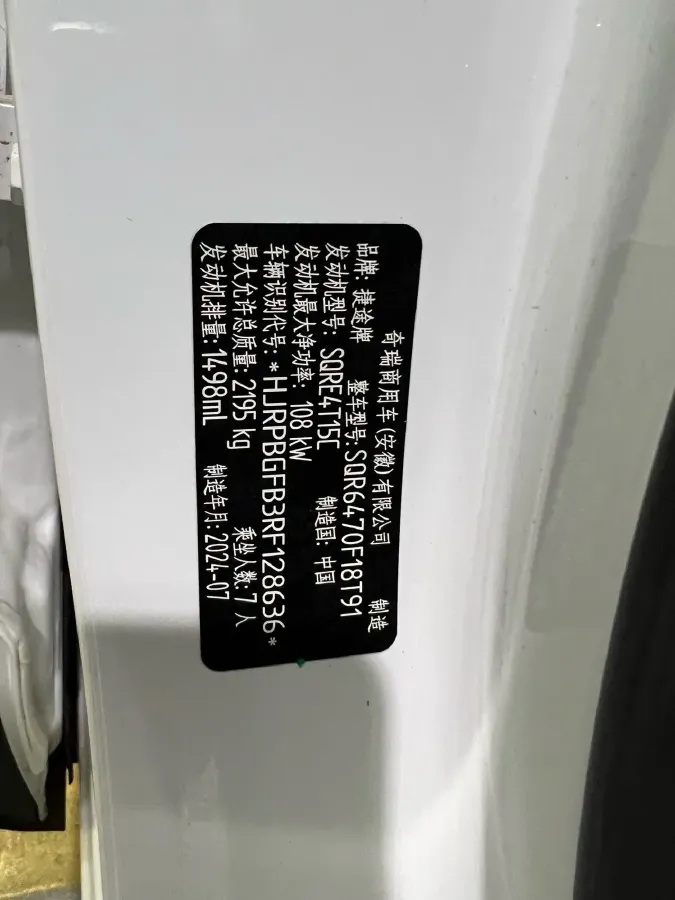 奇瑞商用车(安徽)有限公司 制造
品牌: 捷途牌 整车型号: SQR6470F18T91
发动机型号: SQRE4T15C 制造国: 中国
发动机最大净功率: 108 kW
车辆识别代号: *HJRPBGFB3RF128636*
最大允许总质量: 2195 kg 乘坐人数: 7 人
发动机排量: 1498mL 制造年月: 2024-07